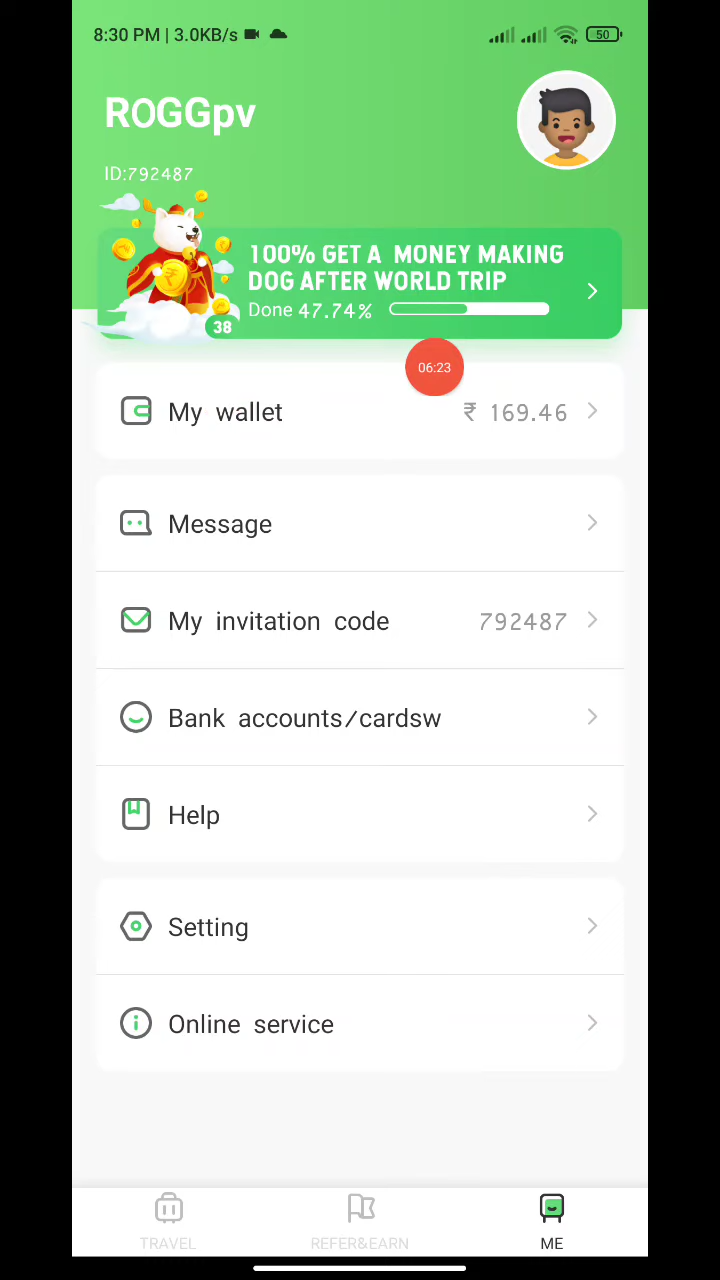 8:30 PM | 3.0KB/s
50
ROGGpv
ID:792487
100% GET A MONEY MAKING
DOG AFTER WORLD TRIP
Done 47.74%
38
06:23
My wallet ₹ 169.46
Message
My invitation code 792487
Bank accounts/cardsw
Help
Setting
Online service
TRAVEL REFER&EARN ME